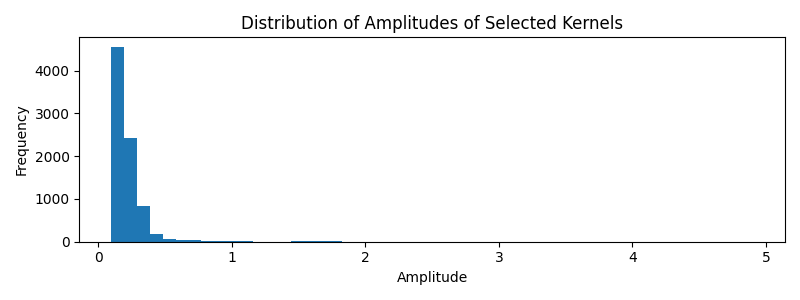 Distribution of Amplitudes of Selected Kernels
4000
3000
2000
1000
0
Frequency
0 1 2 3 4 5
Amplitude